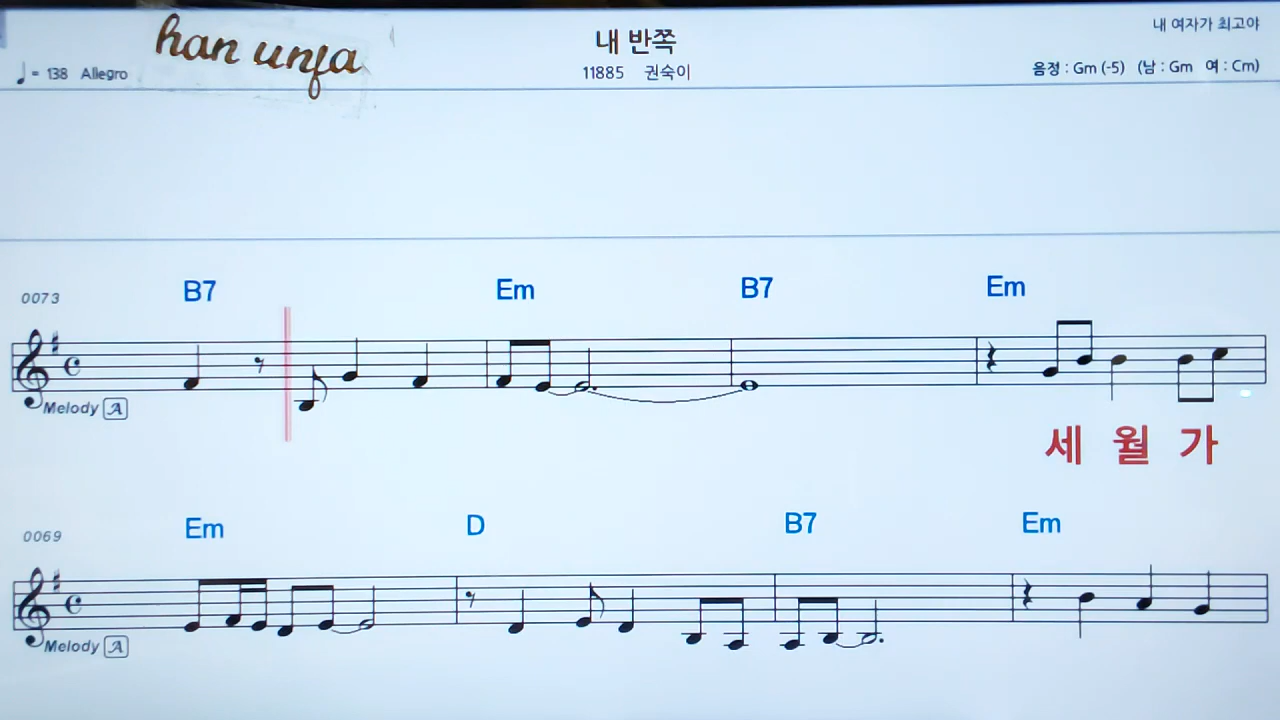 han unfa
내 반쪽
내 여자가 최고야
♩= 138 Allegro
11885 권숙이
음정 : Gm (-5) (남 : Gm 여 : Cm)
0073
B7 Em B7 Em
Melody A
세 월 가
0069
Em D B7 Em
Melody A